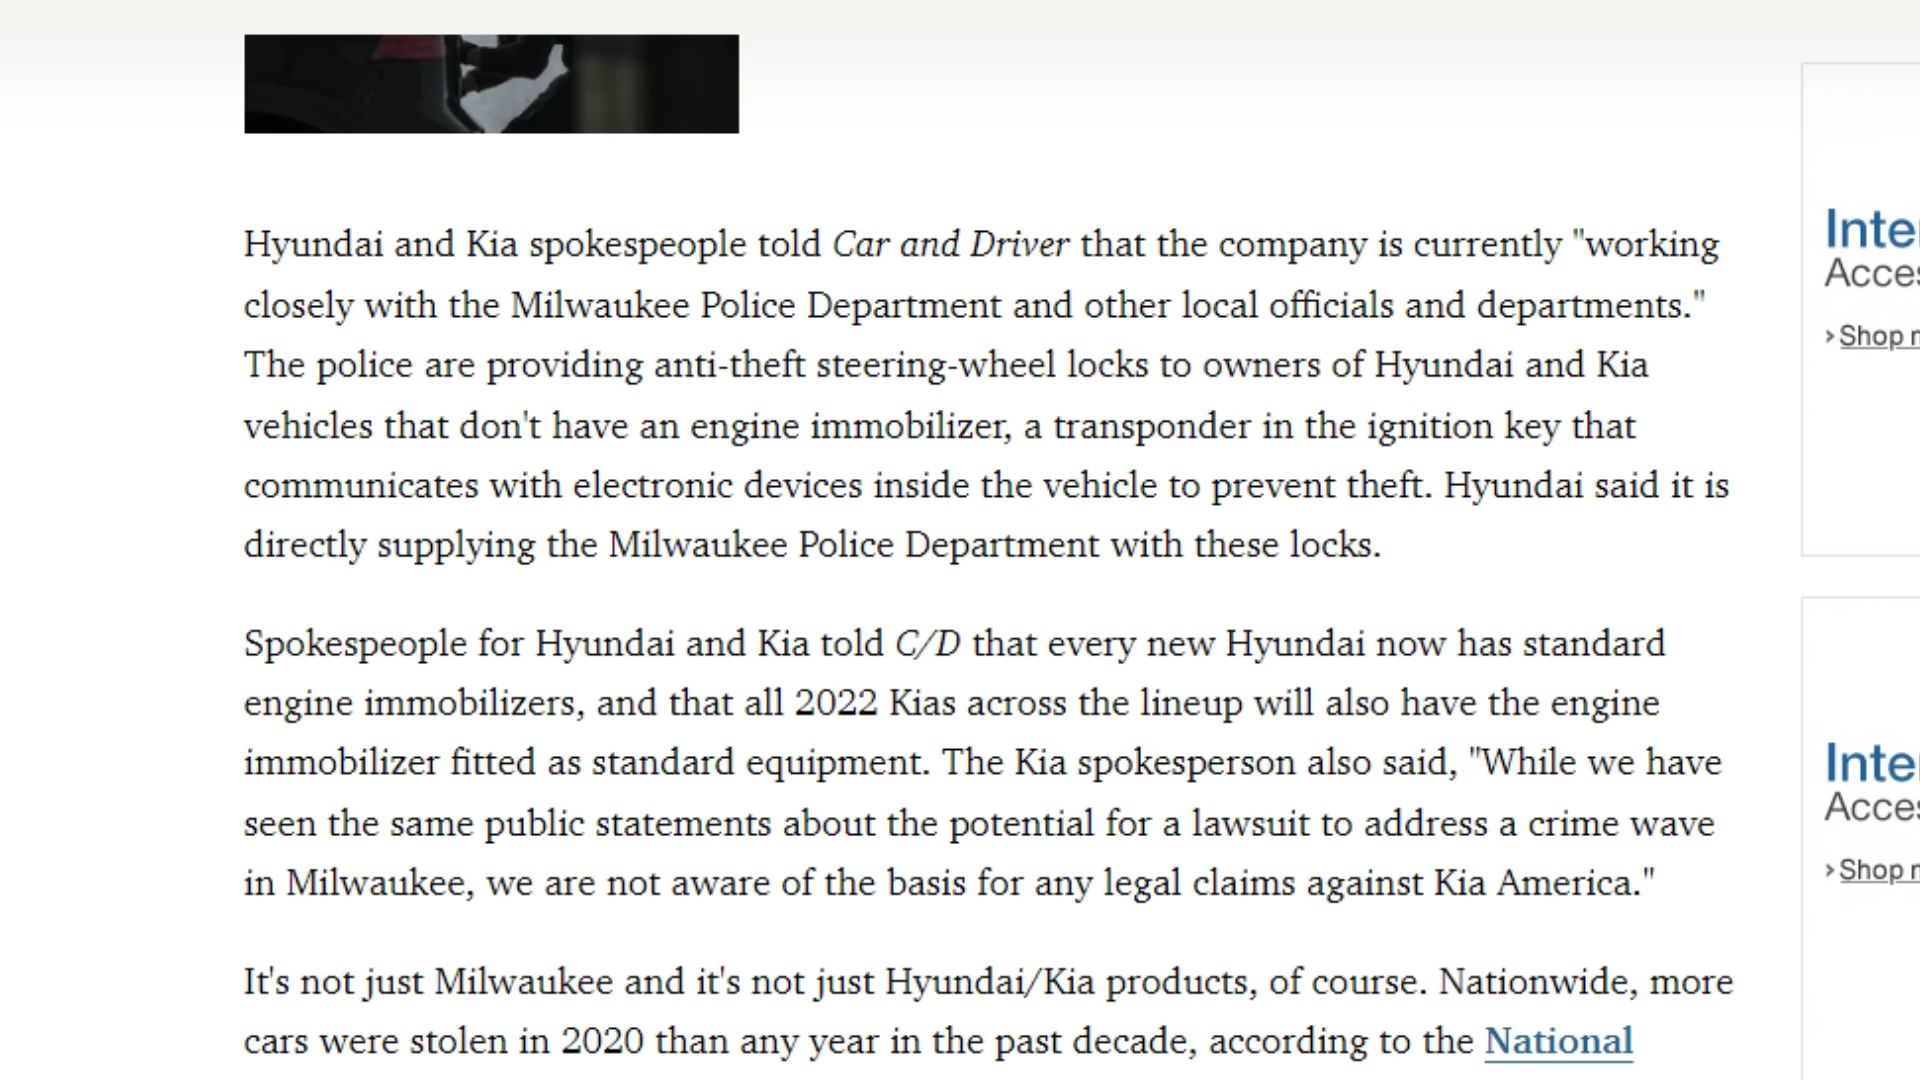 Hyundai and Kia spokespeople told Car and Driver that the company is currently "working
closely with the Milwaukee Police Department and other local officials and departments."
The police are providing anti-theft steering-wheel locks to owners of Hyundai and Kia
vehicles that don't have an engine immobilizer, a transponder in the ignition key that
communicates with electronic devices inside the vehicle to prevent theft. Hyundai said it is
directly supplying the Milwaukee Police Department with these locks.
Spokespeople for Hyundai and Kia told C/D that every new Hyundai now has standard
engine immobilizers, and that all 2022 Kias across the lineup will also have the engine
immobilizer fitted as standard equipment. The Kia spokesperson also said, "While we have
seen the same public statements about the potential for a lawsuit to address a crime wave
in Milwaukee, we are not aware of the basis for any legal claims against Kia America."
It's not just Milwaukee and it's not just Hyundai/Kia products, of course. Nationwide, more
cars were stolen in 2020 than any year in the past decade, according to the National
› Shop
› Shop